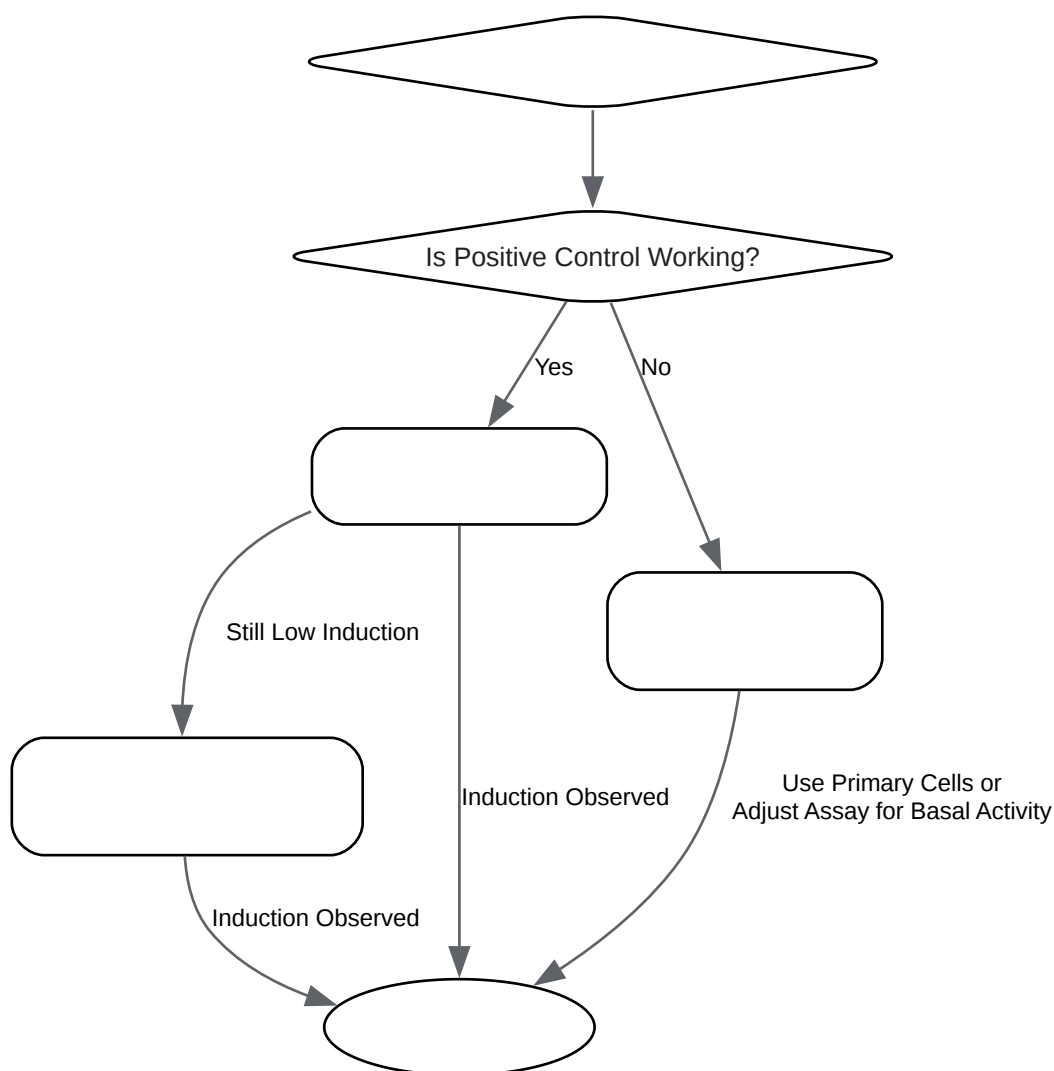 Is Positive Control Working?
Yes
No
Still Low Induction
Induction Observed
Use Primary Cells or
Adjust Assay for Basal Activity
Induction Observed